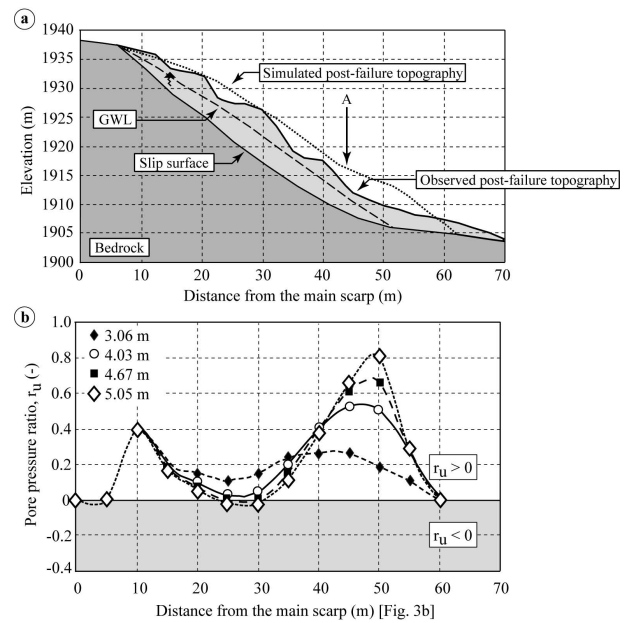 a
1940
1935
1930
1925
1920
1915
1910
1905
1900
Elevation (m)
Simulated post-failure topography
A
GWL
Slip surface
Observed post-failure topography
Bedrock
0 10 20 30 40 50 60 70
Distance from the main scarp (m)
b
1.0
0.8
0.6
0.4
0.2
0
-0.2
-0.4
Pore pressure ratio, ru (-)
3.06 m
4.03 m
4.67 m
5.05 m
ru > 0
ru < 0
0 10 20 30 40 50 60 70
Distance from the main scarp (m) [Fig. 3b]